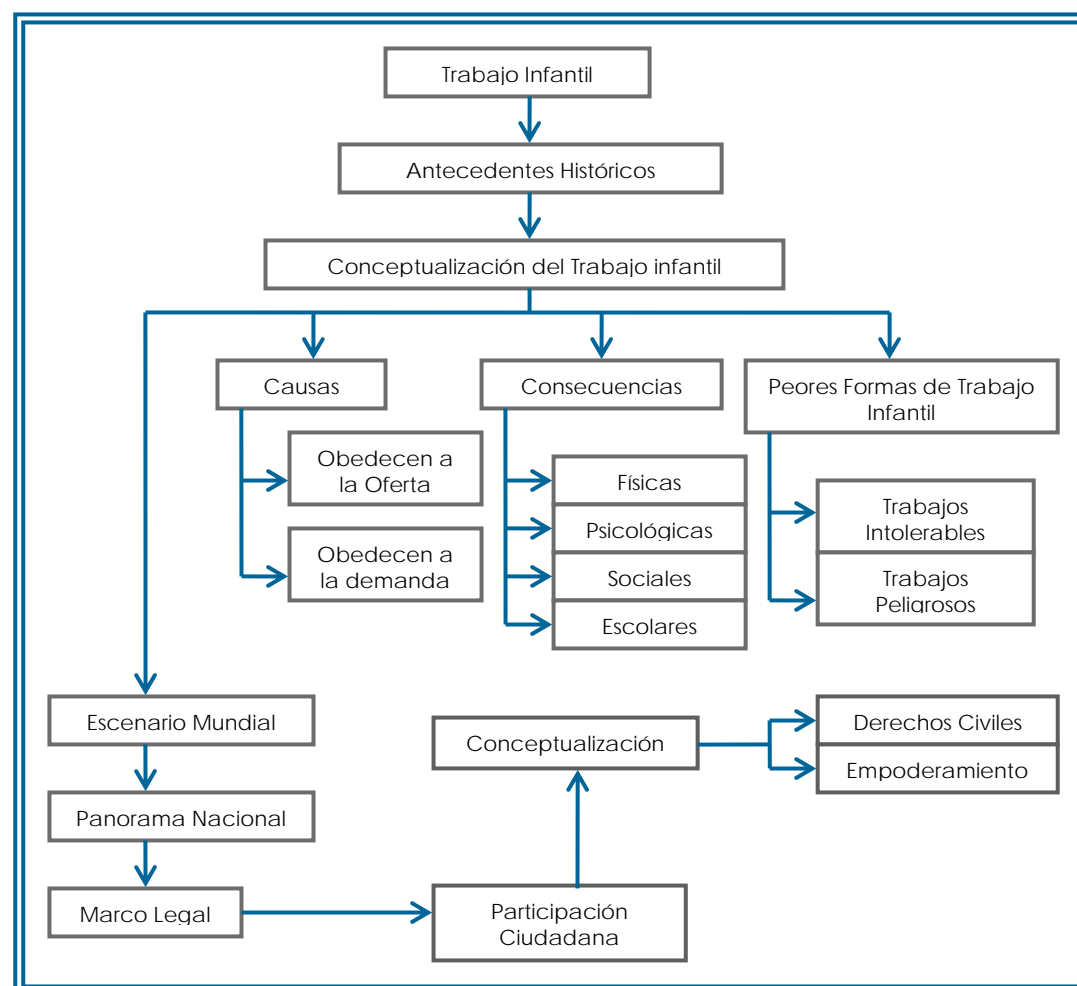 Trabajo Infantil
Antecedentes Históricos
Conceptualización del Trabajo infantil
Causas
Consecuencias
Peores Formas de Trabajo
Infantil
Obedecen a
la Oferta
Obedecen a
la demanda
Físicas
Psicológicas
Sociales
Escolares
Trabajos
Intolerables
Trabajos
Peligrosos
Escenario Mundial
Panorama Nacional
Marco Legal
Participación
Ciudadana
Conceptualización
Derechos Civiles
Empoderamiento